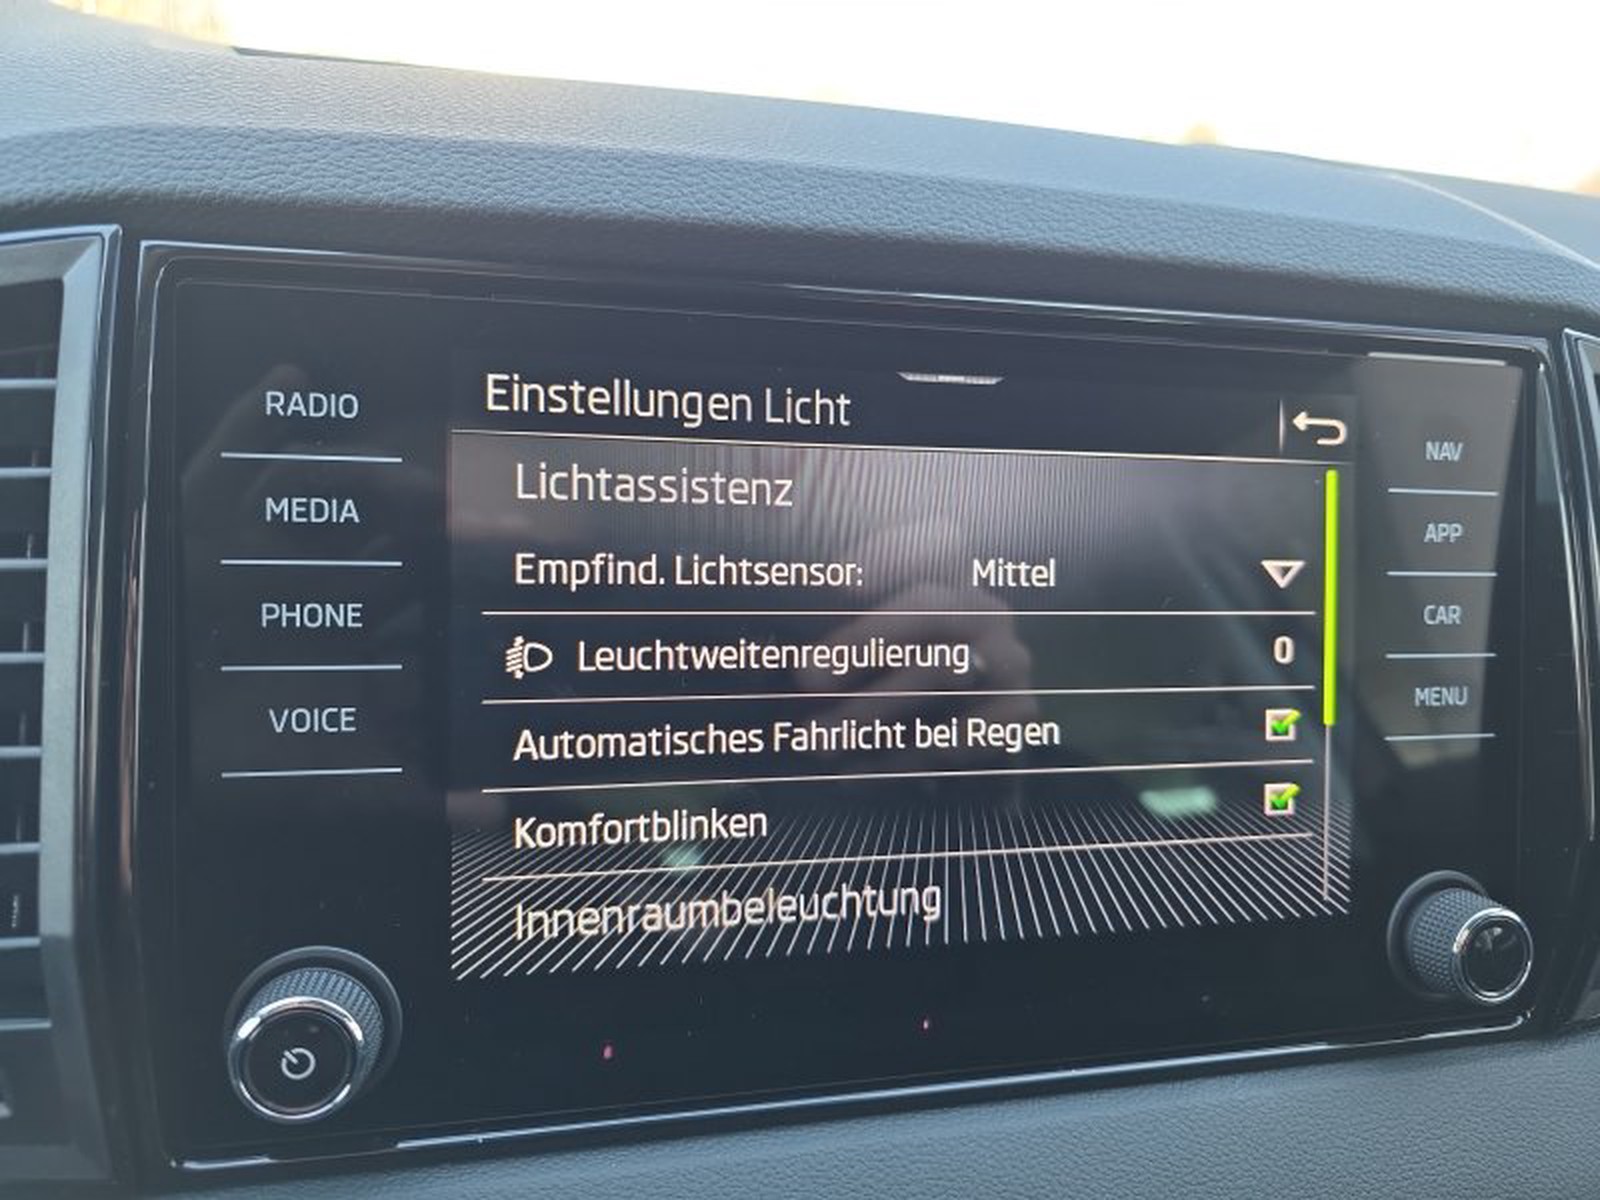 RADIO
MEDIA
PHONE
VOICE
Einstellungen Licht
Lichtassistenz
Empfind. Lichtsensor: Mittel
Leuchtweitenregulierung 0
Automatisches Fahrlicht bei Regen
Komfortblinken
Innenraumbeleuchtung
NAV
APP
CAR
MENU